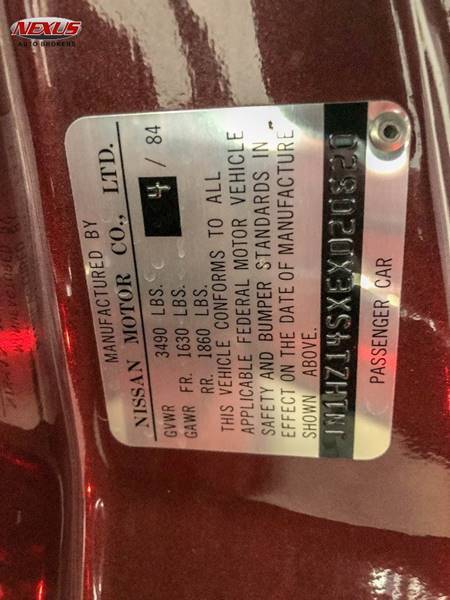 NEXUS
AUTO BROKERS
MANUFACTURED BY
NISSAN MOTOR CO., LTD.
4 / 84
GVWR 3490 LBS.
GAWR FR. 1630 LBS.
RR. 1860 LBS.
THIS VEHICLE CONFORMS TO ALL
APPLICABLE FEDERAL MOTOR VEHICLE
SAFETY AND BUMPER STANDARDS IN
EFFECT ON THE DATE OF MANUFACTURE
SHOWN ABOVE.
JN1HZ14SXEX020820
PASSENGER CAR